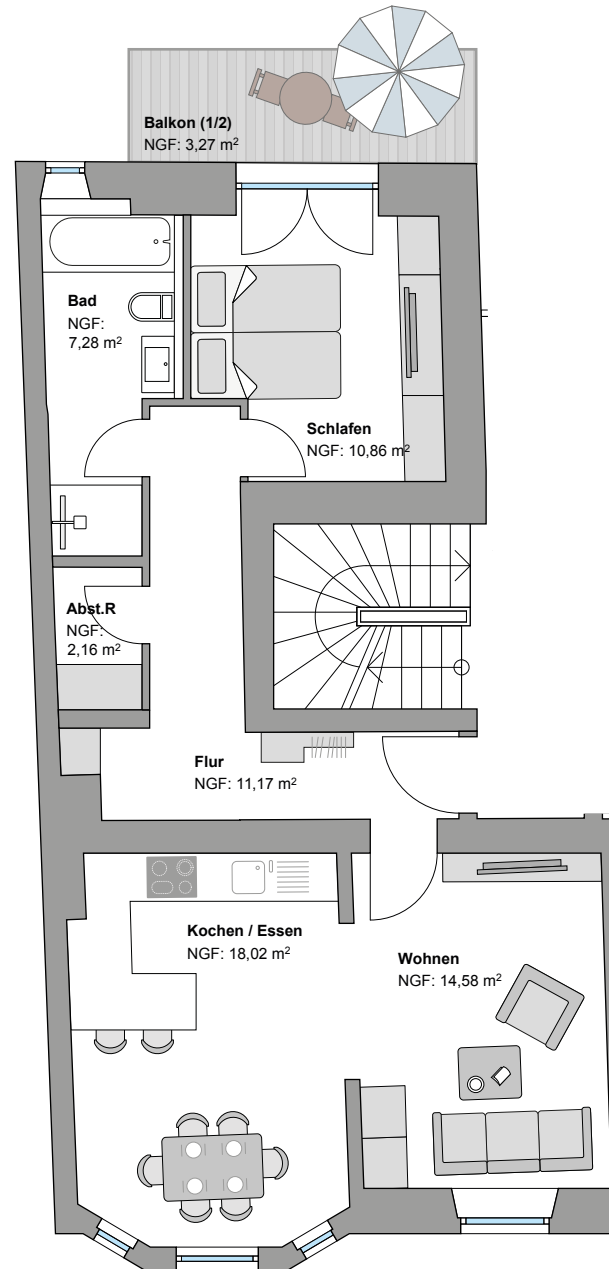 Balkon (1/2)
NGF: 3,27 m²
Bad
NGF:
7,28 m²
Schlafen
NGF: 10,86 m²
Abst.R
NGF:
2,16 m²
Flur
NGF: 11,17 m²
Kochen / Essen
NGF: 18,02 m²
Wohnen
NGF: 14,58 m²